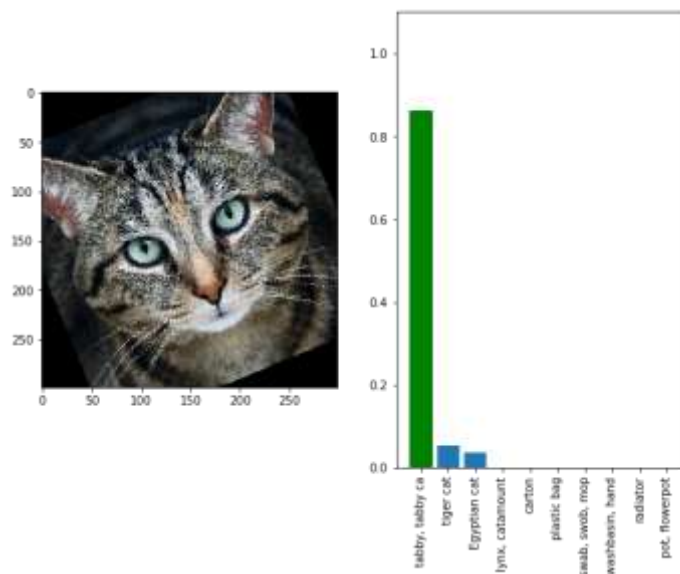 0
50
100
150
200
250
0 50 100 150 200 250
1.0
0.8
0.6
0.4
0.2
0.0
tabby, tabby ca
tiger cat
Egyptian cat
lynx, catamount
carton
plastic bag
swab, swob, mop
washbasin, hand
radiator
pot, flowerpot